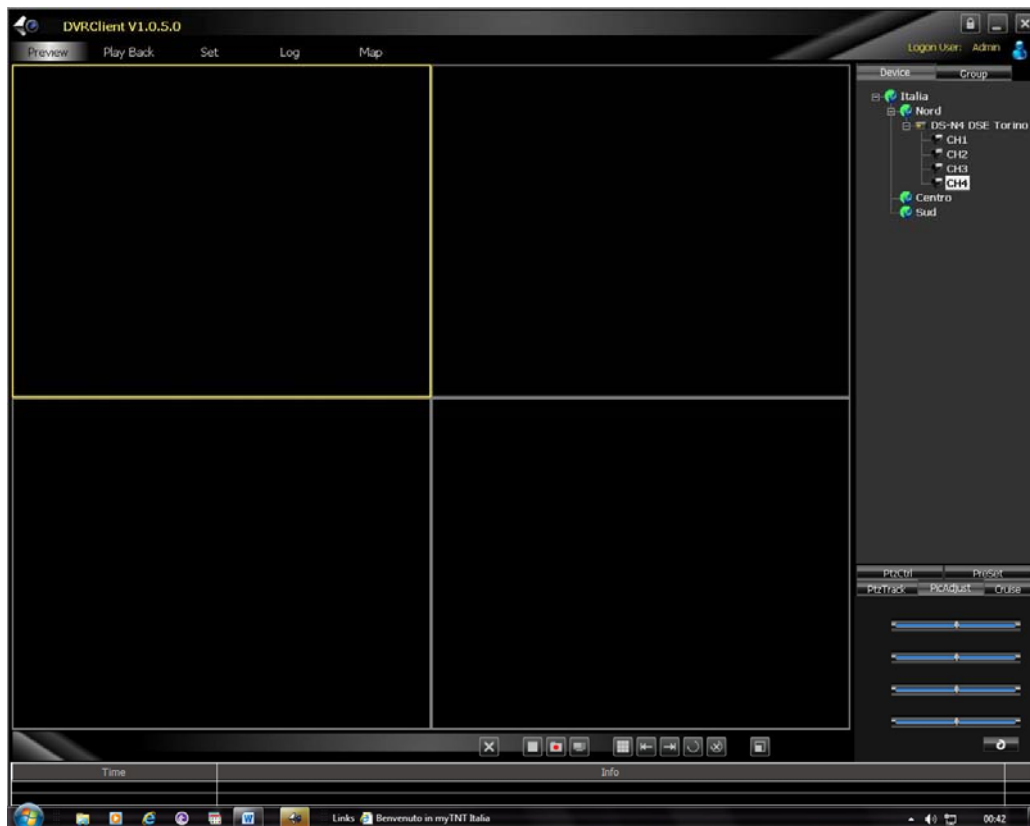 DVRClient V1.0.5.0
Preview Play Back Set Log Map
Logon User: Admin
Device Group
Italia
Nord
DS-N4 DSE Torino
CH1
CH2
CH3
CH4
Centro
Sud
PtzCtrl PreSet
PtzTrack PicAdjust Cruise
Time Info
Links Benvenuto in myTNT Italia 00:42